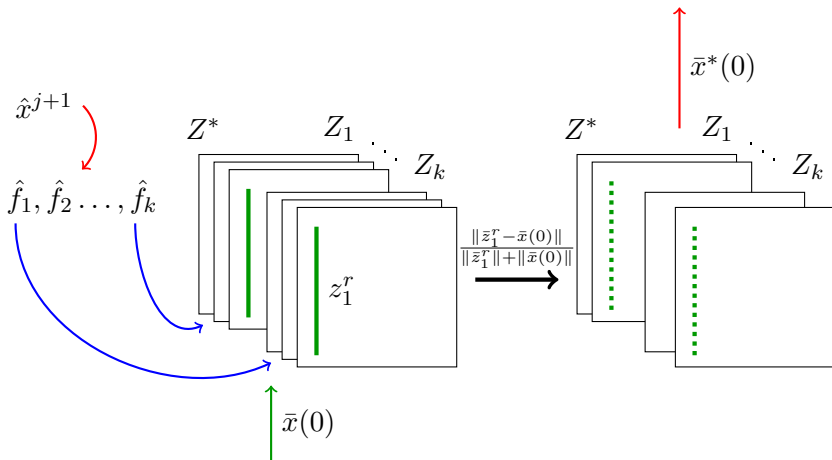 x̄*(0)
x̂^{j+1}
Z* Z_1 ⋱ Z_k
Z* Z_1 ⋱ Z_k
f̂_1, f̂_2 …, f̂_k
z_1^r
‖z̄_1^r − x̄(0)‖ / ‖z̄_1^r‖+‖x̄(0)‖
x̄(0)